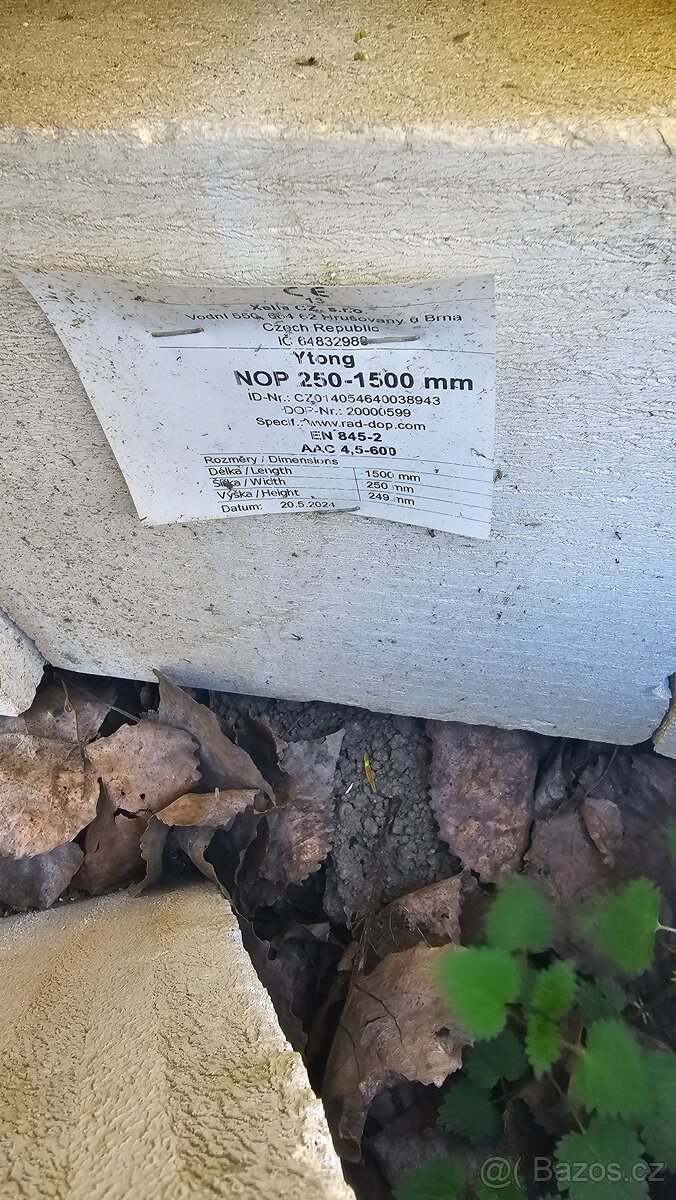 CE
13
Xella CZ, s.r.o.
Vodní 550, 664 62 Hrušovany u Brna
Czech Republic
IČ 64832988
Ytong
NOP 250-1500 mm
ID-Nr.: CZ014054640038943
DOP-Nr.: 20000599
Specif.: www.rad-dop.com
EN 845-2
AAC 4,5-600
Rozměry / Dimensions
Délka / Length 1500 mm
Šířka / Width 250 mm
Výška / Height 249 mm
Datum: 20.5.2024
@( Bazos.cz